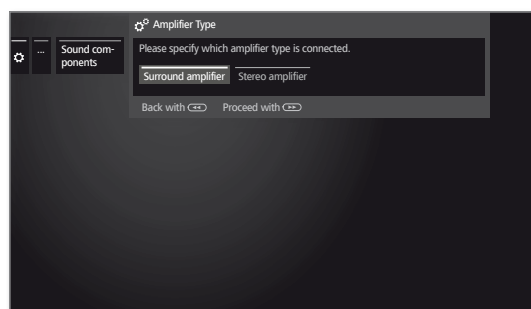 Amplifier Type
...
Sound com-
ponents
Please specify which amplifier type is connected.
Surround amplifier Stereo amplifier
Back with Proceed with